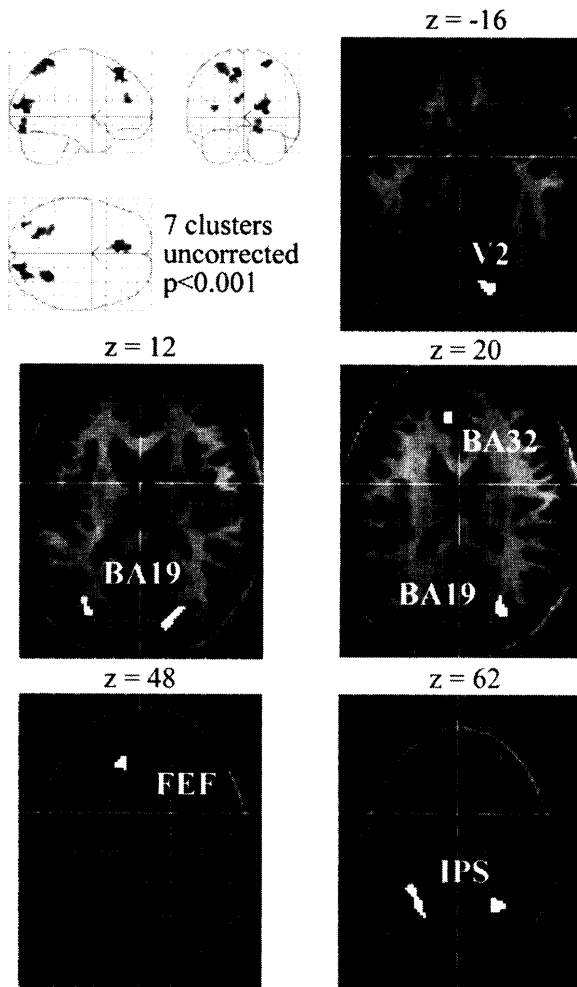 z = -16
7 clusters
uncorrected
p<0.001
V2
z = 12
z = 20
BA19
BA32
BA19
z = 48
z = 62
FEF
IPS